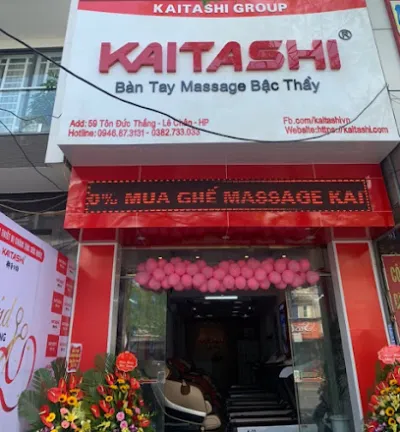 KAITASHI GROUP
KAITASHI®
Bàn Tay Massage Bậc Thầy
Add: 59 Tôn Đức Thắng - Lê Chân - HP
Hotline: 0946.87.3131 - 0382.733.033
Fb.com/kaitashivn
Website:https://kaitashi.com
0% MUA GHẾ MASSAGE KAI
KAITASHI